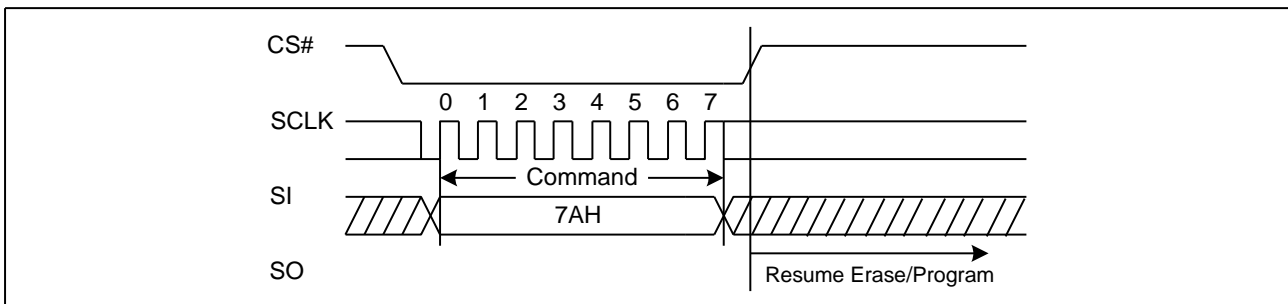 CS#
0 1 2 3 4 5 6 7
SCLK
Command
SI
7AH
SO
Resume Erase/Program